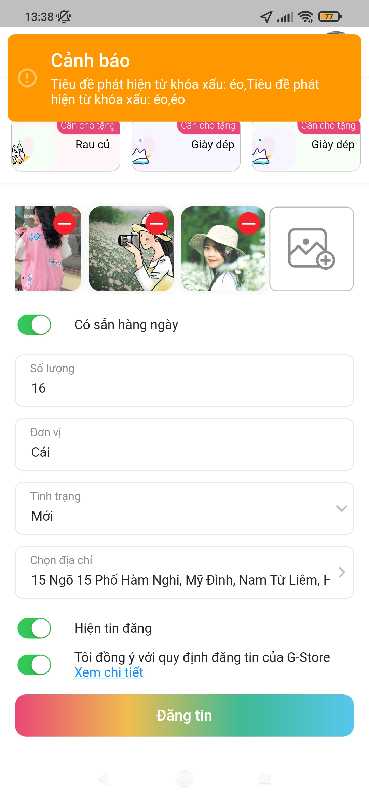 13:38
77
Cảnh báo
Tiêu đề phát hiện từ khóa xấu: éo,Tiêu đề phát
hiện từ khóa xấu: éo,éo
Cần cho tặng
Cần cho tặng
Cần cho tặng
Rau củ
Giày dép
Giày dép
Có sẵn hàng ngày
Số lượng
16
Đơn vị
Cái
Tình trạng
Mới
Chọn địa chỉ
15 Ngõ 15 Phố Hàm Nghi, Mỹ Đình, Nam Từ Liêm, H
Hiện tin đăng
Tôi đồng ý với quy định đăng tin của G-Store
Xem chi tiết
Đăng tin